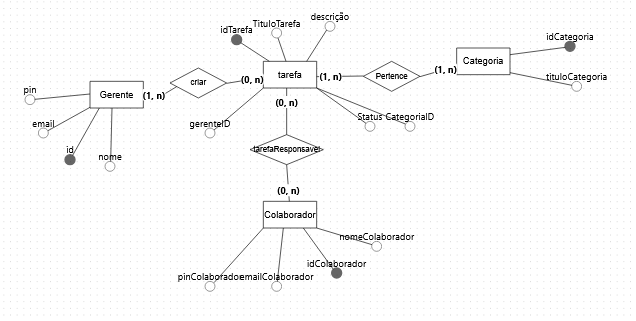 descrição
TituloTarefa
idTarefa
idCategoria
Categoria
tarefa
(1, n)
Pertence
(1, n)
criar
(0, n)
tituloCategoria
pin
Gerente
(1, n)
(0, n)
email
gerenteID
Status
CategoriaID
id
nome
tarefaResponsavel
(0, n)
Colaborador
nomeColaborador
idColaborador
pinColaborador
emailColaborador